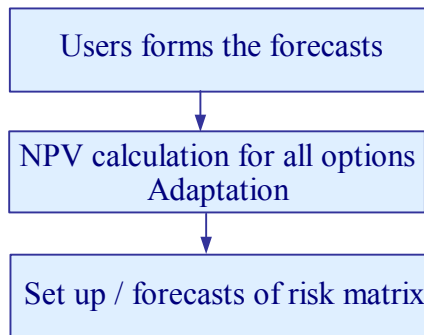 Users forms the forecasts
NPV calculation for all options
Adaptation
Set up / forecasts of risk matrix